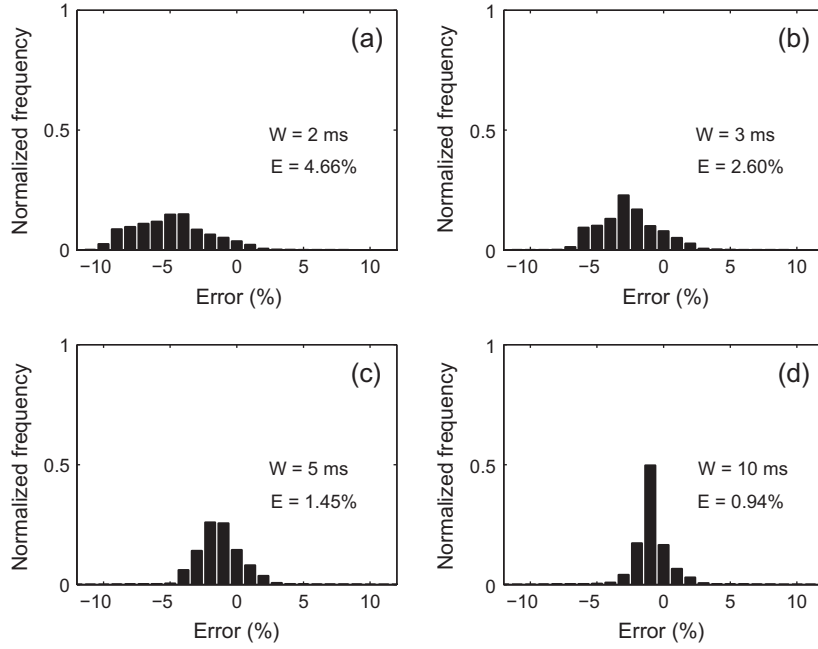 (a)
Normalized frequency
1
0.5
0
W = 2 ms
E = 4.66%
−10 −5 0 5 10
Error (%)
(b)
Normalized frequency
1
0.5
0
W = 3 ms
E = 2.60%
−10 −5 0 5 10
Error (%)
(c)
Normalized frequency
1
0.5
0
W = 5 ms
E = 1.45%
−10 −5 0 5 10
Error (%)
(d)
Normalized frequency
1
0.5
0
W = 10 ms
E = 0.94%
−10 −5 0 5 10
Error (%)